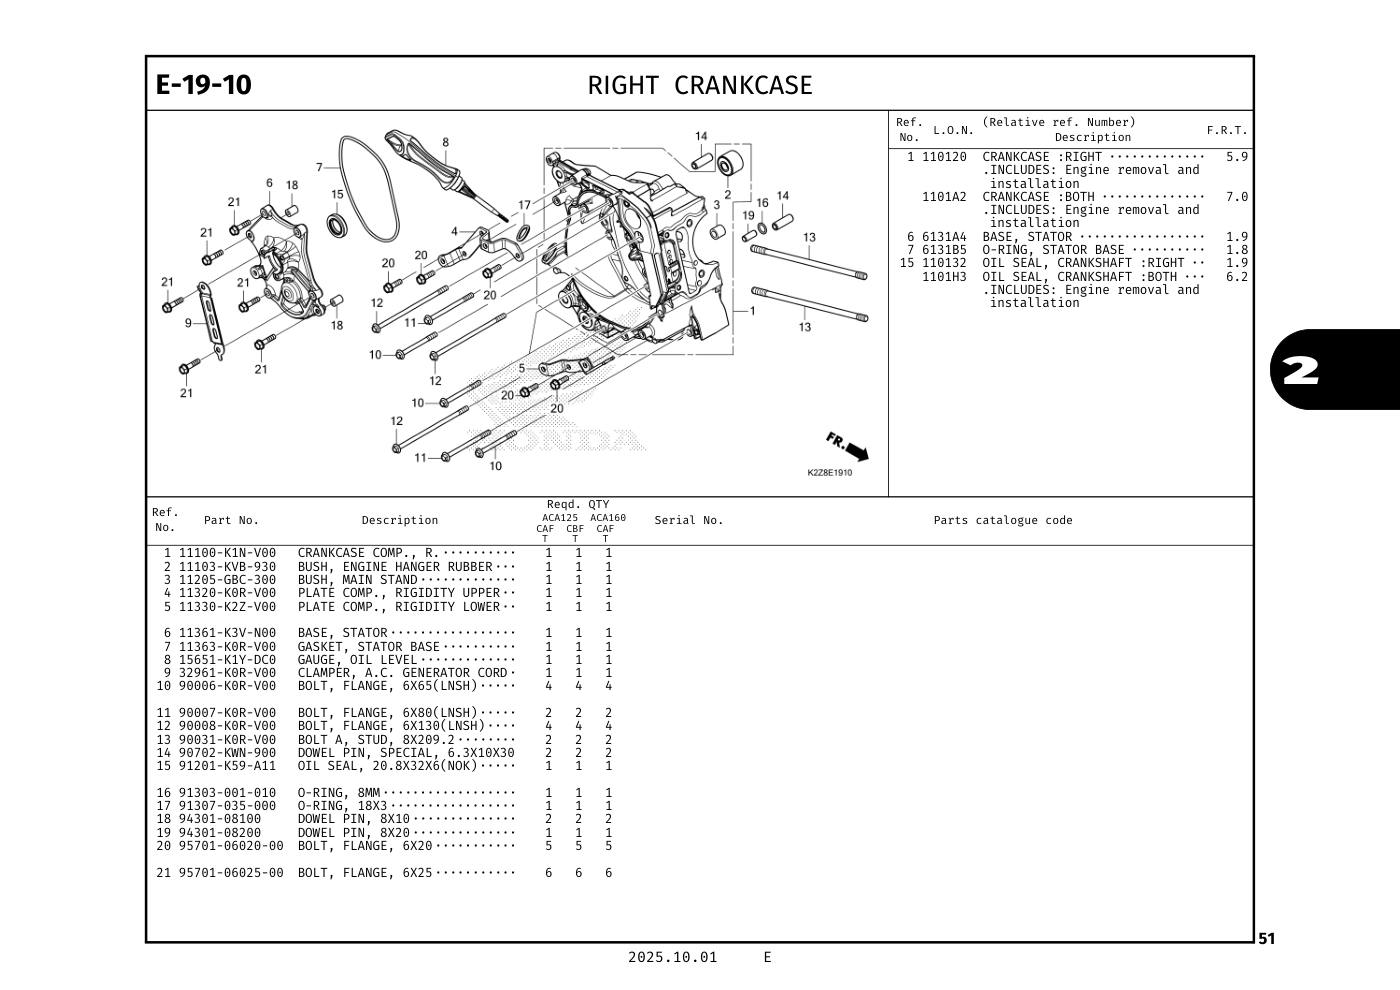 E-19-10
RIGHT CRANKCASE
14
8
7
6
18
15
2
21
17
3
19
16
14
4
13
21
20
20
21
21
20
12
9
18
11
1
13
10
21
12
5
21
20
10
20
12
11
10
HONDA
FR.
K2Z8E1910
Ref. No. L.O.N. (Relative ref. Number) Description F.R.T.
1 110120 CRANKCASE :RIGHT ············· 5.9
.INCLUDES: Engine removal and
installation
1101A2 CRANKCASE :BOTH ·············· 7.0
.INCLUDES: Engine removal and
installation
6 6131A4 BASE, STATOR ················· 1.9
7 6131B5 O-RING, STATOR BASE ·········· 1.8
15 110132 OIL SEAL, CRANKSHAFT :RIGHT ·· 1.9
1101H3 OIL SEAL, CRANKSHAFT :BOTH ··· 6.2
.INCLUDES: Engine removal and
installation
2
Reqd. QTY
Ref. No. Part No. Description ACA125 ACA160 Serial No. Parts catalogue code
CAF CBF CAF
T T T
1 11100-K1N-V00 CRANKCASE COMP., R.·········· 1 1 1
2 11103-KVB-930 BUSH, ENGINE HANGER RUBBER··· 1 1 1
3 11205-GBC-300 BUSH, MAIN STAND············· 1 1 1
4 11320-K0R-V00 PLATE COMP., RIGIDITY UPPER·· 1 1 1
5 11330-K2Z-V00 PLATE COMP., RIGIDITY LOWER·· 1 1 1
6 11361-K3V-N00 BASE, STATOR················· 1 1 1
7 11363-K0R-V00 GASKET, STATOR BASE·········· 1 1 1
8 15651-K1Y-DC0 GAUGE, OIL LEVEL············· 1 1 1
9 32961-K0R-V00 CLAMPER, A.C. GENERATOR CORD· 1 1 1
10 90006-K0R-V00 BOLT, FLANGE, 6X65(LNSH)····· 4 4 4
11 90007-K0R-V00 BOLT, FLANGE, 6X80(LNSH)····· 2 2 2
12 90008-K0R-V00 BOLT, FLANGE, 6X130(LNSH)···· 4 4 4
13 90031-K0R-V00 BOLT A, STUD, 8X209.2········ 2 2 2
14 90702-KWN-900 DOWEL PIN, SPECIAL, 6.3X10X30 2 2 2
15 91201-K59-A11 OIL SEAL, 20.8X32X6(NOK)····· 1 1 1
16 91303-001-010 O-RING, 8MM·················· 1 1 1
17 91307-035-000 O-RING, 18X3················· 1 1 1
18 94301-08100 DOWEL PIN, 8X10·············· 2 2 2
19 94301-08200 DOWEL PIN, 8X20·············· 1 1 1
20 95701-06020-00 BOLT, FLANGE, 6X20··········· 5 5 5
21 95701-06025-00 BOLT, FLANGE, 6X25··········· 6 6 6
51
2025.10.01 E